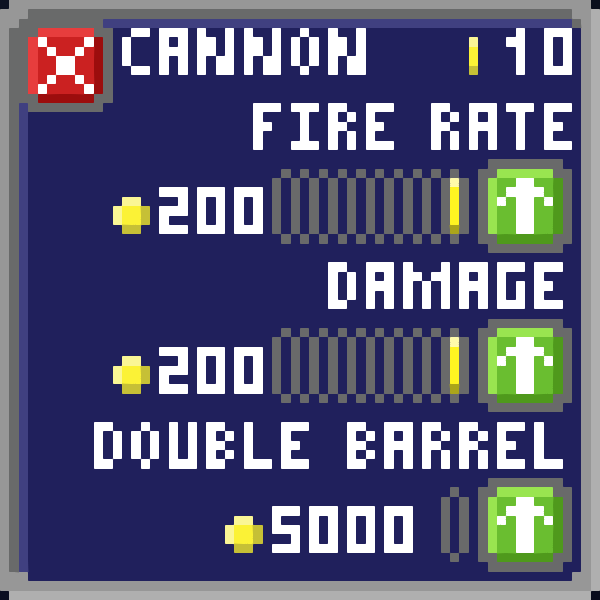 CANNON 10
FIRE RATE
200
DAMAGE
200
DOUBLE BARREL
5000